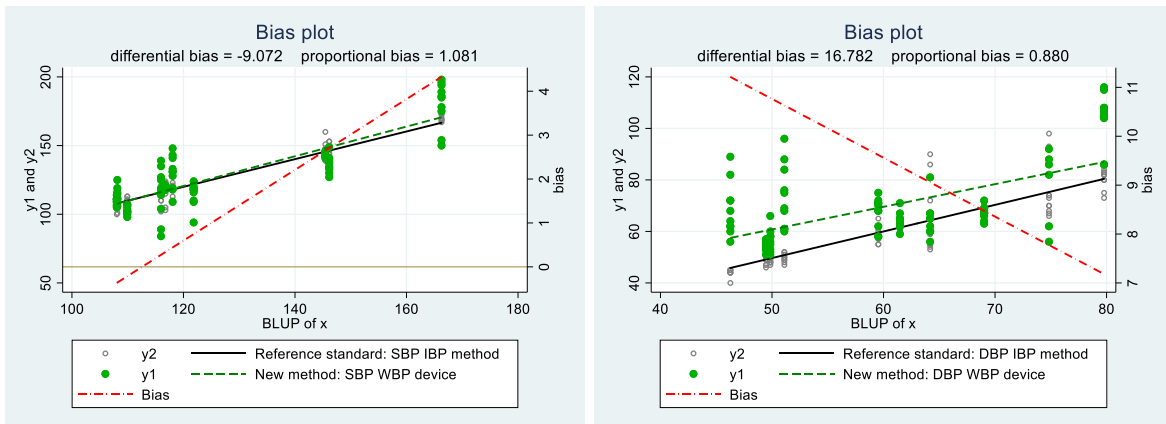 Bias plot
differential bias = -9.072 proportional bias = 1.081
200
150
100
50
y1 and y2
4
3
2
1
0
bias
100 120 140 160 180
BLUP of x
y2 Reference standard: SBP IBP method
y1 New method: SBP WBP device
Bias
Bias plot
differential bias = 16.782 proportional bias = 0.880
120
100
80
60
40
y1 and y2
11
10
9
8
7
bias
40 50 60 70 80
BLUP of x
y2 Reference standard: DBP IBP method
y1 New method: DBP WBP device
Bias